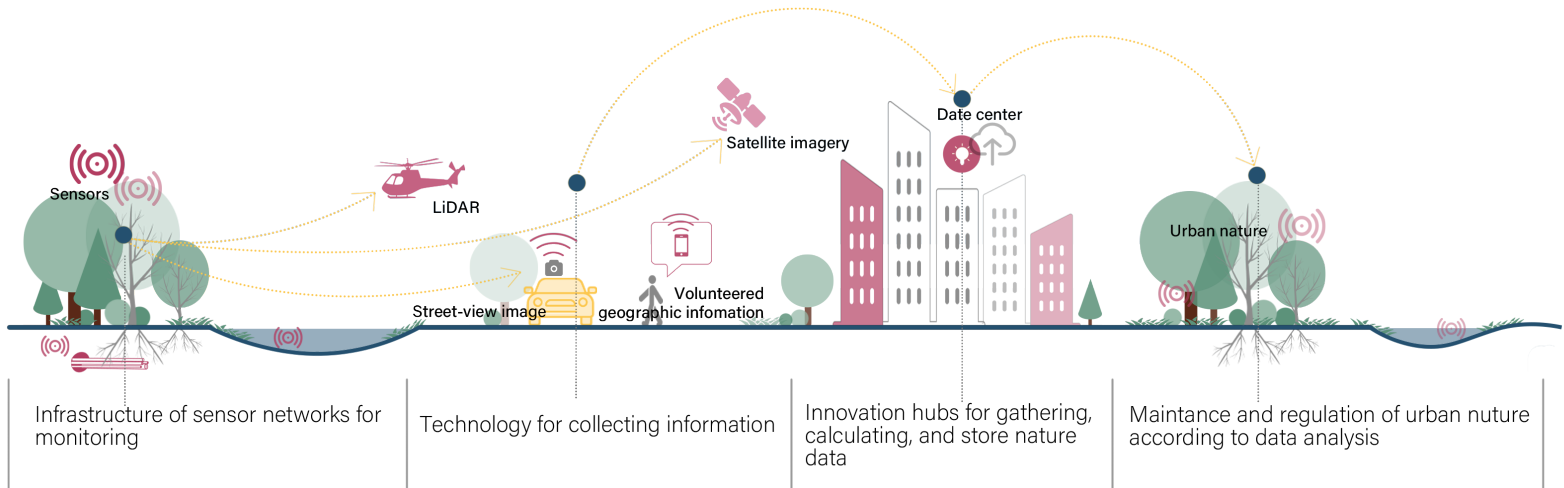 Date center
Satellite imagery
Sensors
LiDAR
Urban nature
Volunteered
geographic infomation
Street-view image
Infrastructure of sensor networks for
monitoring
Technology for collecting information
Innovation hubs for gathering,
calculating, and store nature
data
Maintance and regulation of urban nuture
according to data analysis